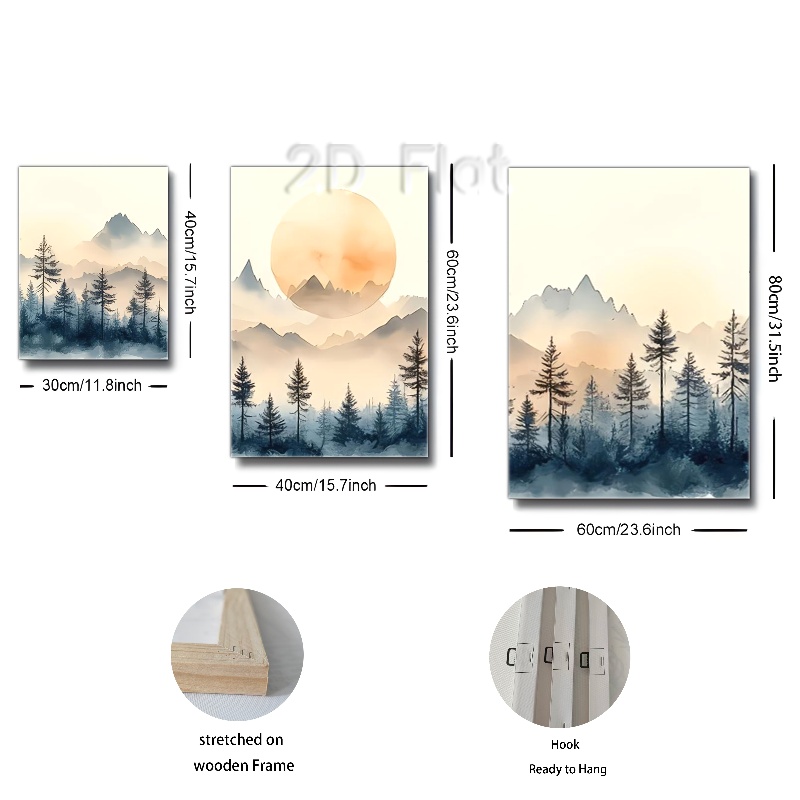 2D Flat
40cm/15.7inch
30cm/11.8inch
60cm/23.6inch
40cm/15.7inch
80cm/31.5inch
60cm/23.6inch
stretched on
wooden Frame
Hook
Ready to Hang